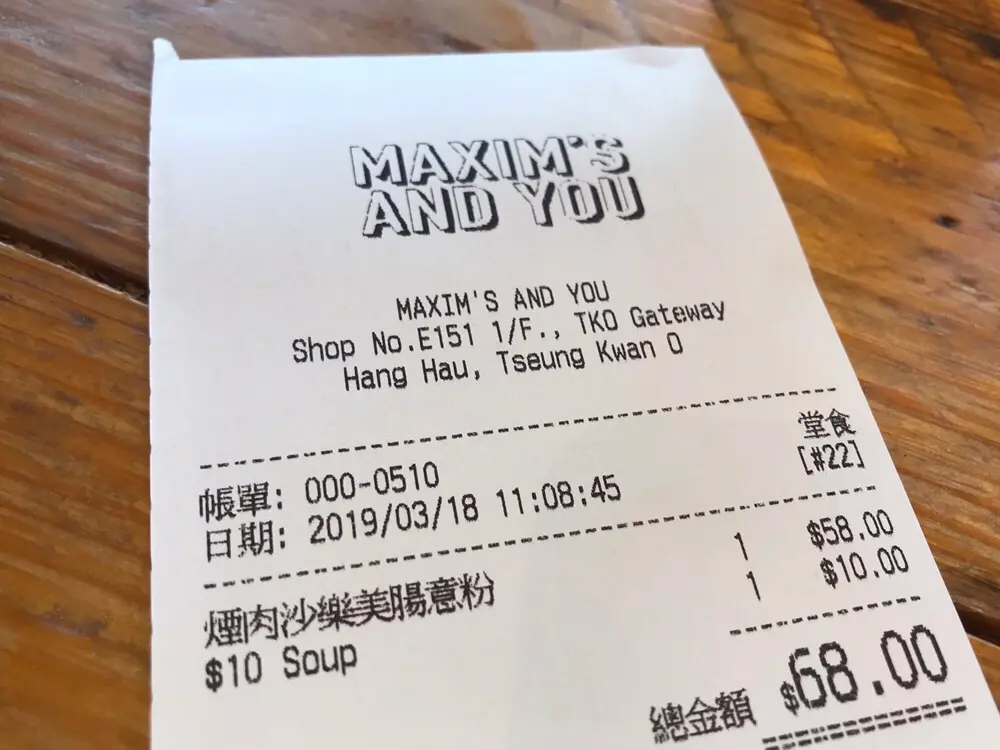 MAXIM'S
AND YOU
MAXIM'S AND YOU
Shop No.E151 1/F., TKO Gateway
Hang Hau, Tseung Kwan O
堂食
帳單: 000-0510 [#22]
日期: 2019/03/18 11:08:45
煙肉沙樂美腸意粉 1 $58.00
$10 Soup 1 $10.00
總金額 $68.00